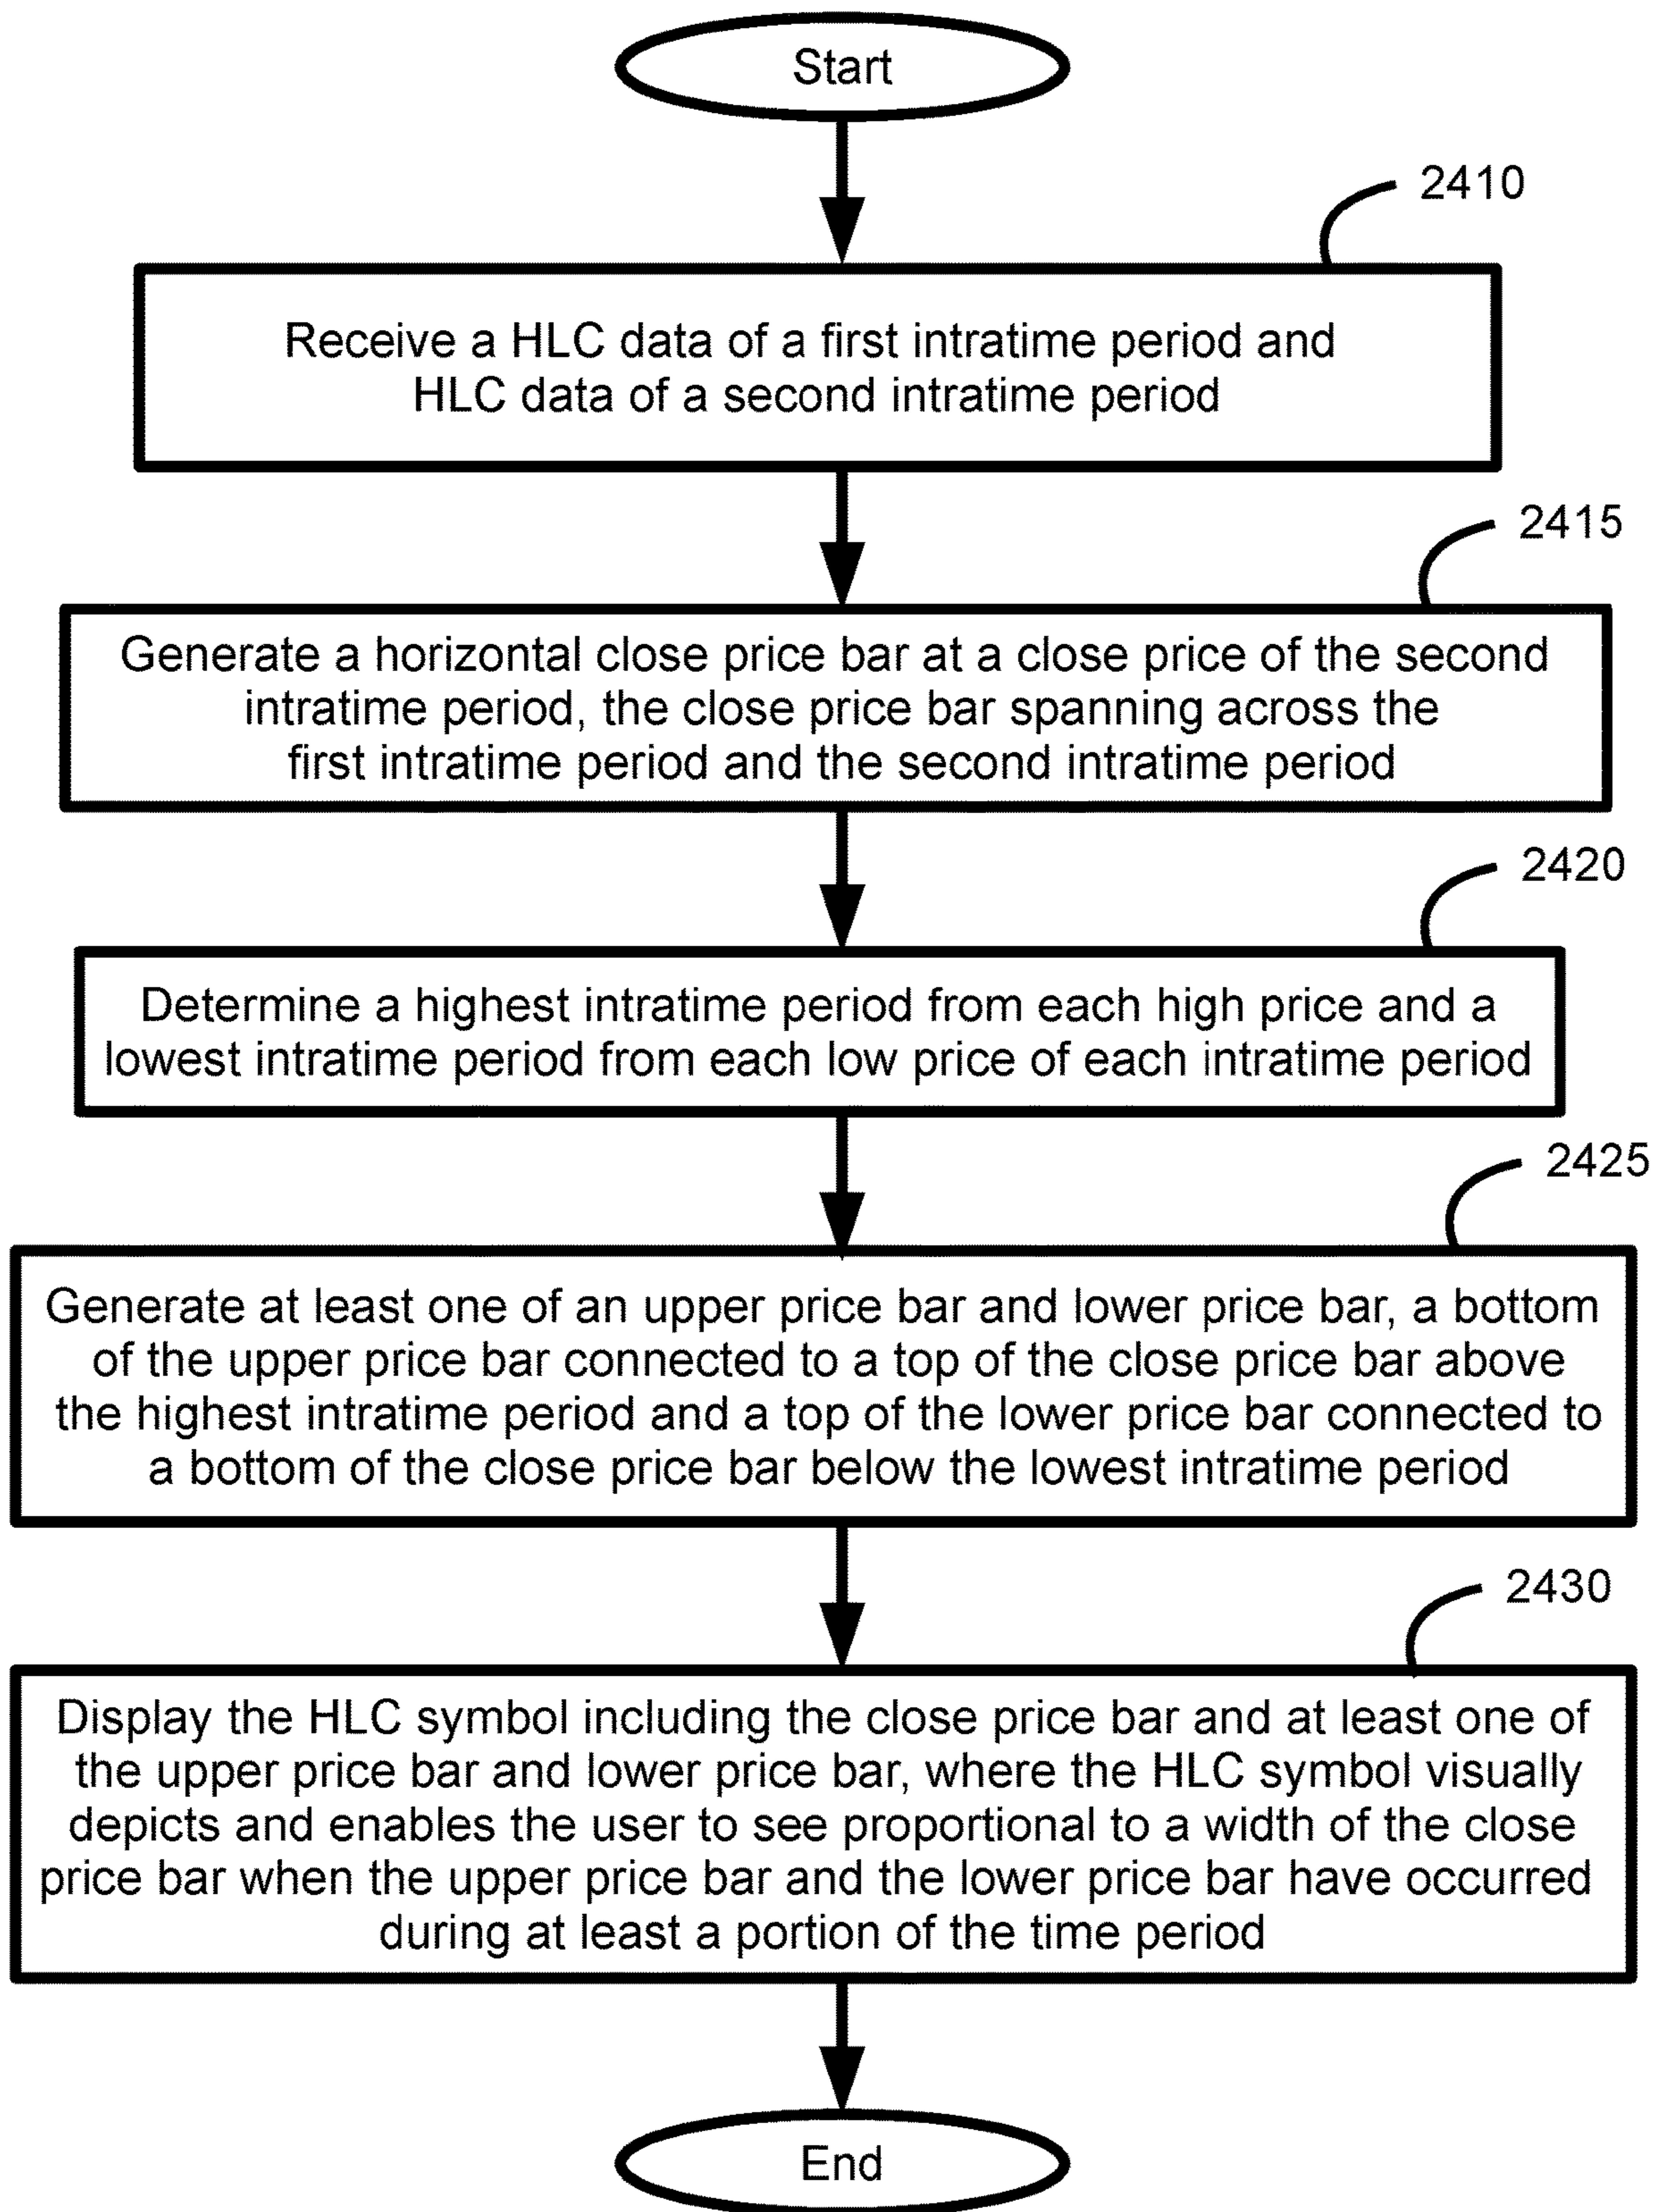 Start
2410
Receive a HLC data of a first intratime period and
HLC data of a second intratime period
2415
Generate a horizontal close price bar at a close price of the second
intratime period, the close price bar spanning across the
first intratime period and the second intratime period
2420
Determine a highest intratime period from each high price and a
lowest intratime period from each low price of each intratime period
2425
Generate at least one of an upper price bar and lower price bar, a bottom
of the upper price bar connected to a top of the close price bar above
the highest intratime period and a top of the lower price bar connected to
a bottom of the close price bar below the lowest intratime period
2430
Display the HLC symbol including the close price bar and at least one of
the upper price bar and lower price bar, where the HLC symbol visually
depicts and enables the user to see proportional to a width of the close
price bar when the upper price bar and the lower price bar have occurred
during at least a portion of the time period
End